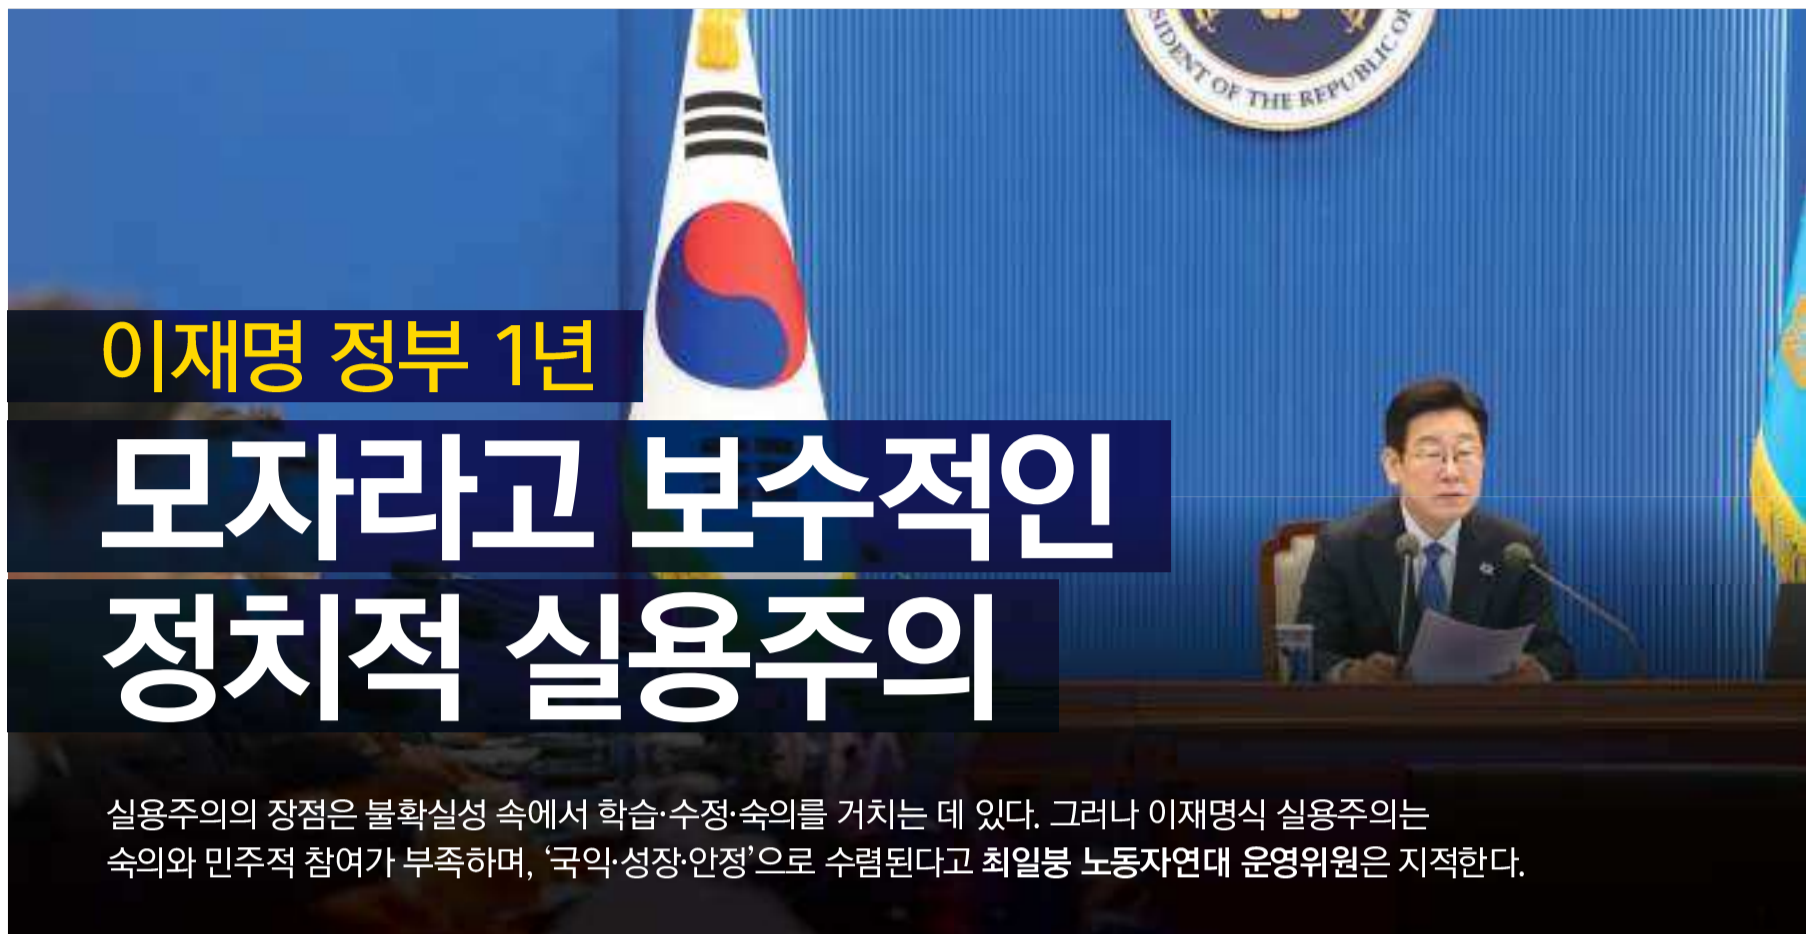 SIDENT OF THE REPUBLIC OF
이재명 정부 1년
모자라고 보수적인
정치적 실용주의
실용주의의 장점은 불확실성 속에서 학습·수정·숙의를 거치는 데 있다. 그러나 이재명식 실용주의는
숙의와 민주적 참여가 부족하며, ‘국익·성장·안정’으로 수렴된다고 최일붕 노동자연대 운영위원은 지적한다.